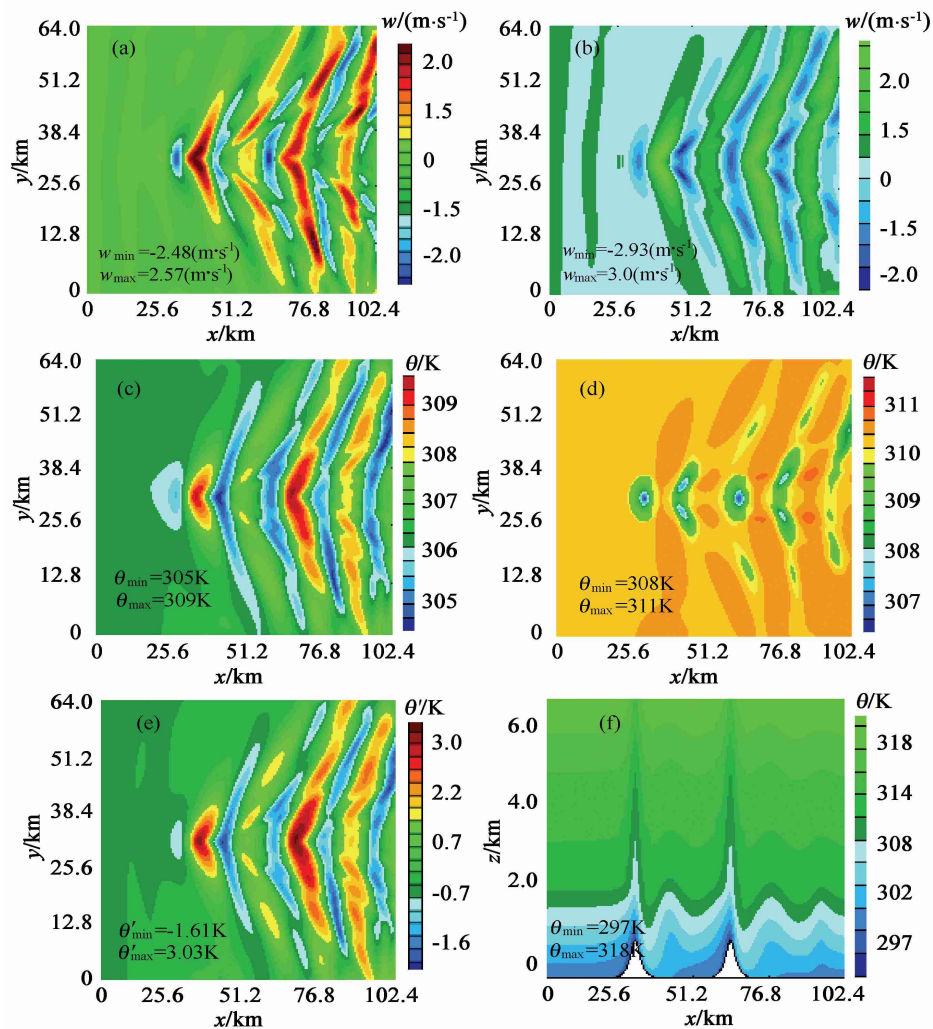 w/(m·s⁻¹)
64.0
(a)
2.0
51.2
1.5
38.4
0
y/km
25.6
-1.5
12.8
w min =-2.48(m·s⁻¹)
-2.0
wmax=2.57(m·s⁻¹)
0
0 25.6 51.2 76.8 102.4
x/km
w/(m·s⁻¹)
64.0
(b)
2.0
51.2
1.5
38.4
0
y/km
25.6
-1.5
12.8
wmin=-2.93(m·s⁻¹)
-2.0
wmax=3.0(m·s⁻¹)
0
0 25.6 51.2 76.8 102.4
x/km
θ/K
64.0
(c)
309
51.2
308
38.4
307
y/km
25.6
306
12.8
θmin=305K
305
θmax=309K
0
0 25.6 51.2 76.8 102.4
x/km
θ/K
64.0
(d)
311
51.2
310
38.4
309
y/km
25.6
308
12.8
θmin=308K
307
θmax=311K
0
0 25.6 51.2 76.8 102.4
x/km
θ′/K
64.0
(e)
3.0
51.2
2.2
38.4
0.7
y/km
25.6
-0.7
12.8
θ′min=-1.61K
-1.6
θ′max=3.03K
0
0 25.6 51.2 76.8 102.4
x/km
θ/K
6.0
(f)
318
4.0
314
z/km
308
2.0
302
θmin=297K
297
θmax=318K
0
0 25.6 51.2 76.8 102.4
x/km